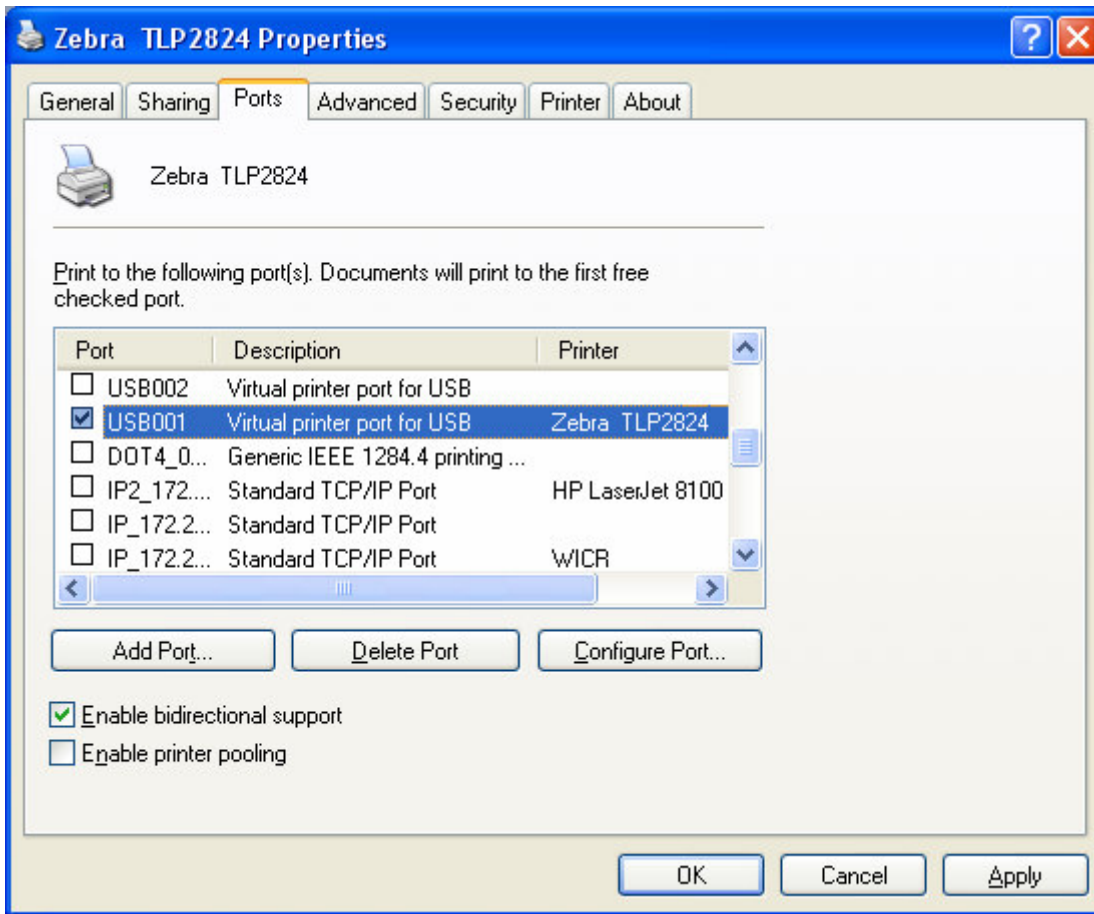 Zebra TLP2824 Properties
General Sharing Ports Advanced Security Printer About
Zebra TLP2824
Print to the following port(s). Documents will print to the first free
checked port.
Port Description Printer
USB002 Virtual printer port for USB
USB001 Virtual printer port for USB Zebra TLP2824
DOT4_0... Generic IEEE 1284.4 printing ...
IP2_172.... Standard TCP/IP Port HP LaserJet 8100
IP_172.2... Standard TCP/IP Port
IP_172.2... Standard TCP/IP Port WICR
Add Port... Delete Port Configure Port...
Enable bidirectional support
Enable printer pooling
OK Cancel Apply